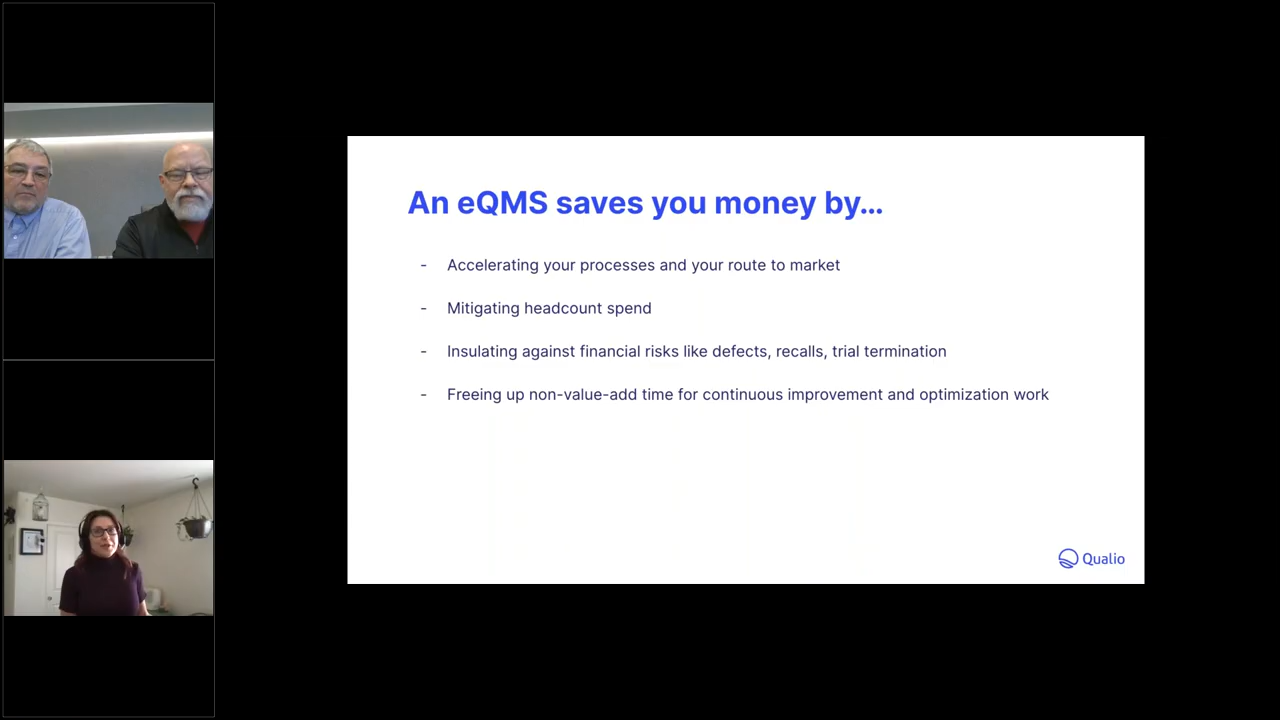 An eQMS saves you money by...
- Accelerating your processes and your route to market
- Mitigating headcount spend
- Insulating against financial risks like defects, recalls, trial termination
- Freeing up non-value-add time for continuous improvement and optimization work
Qualio